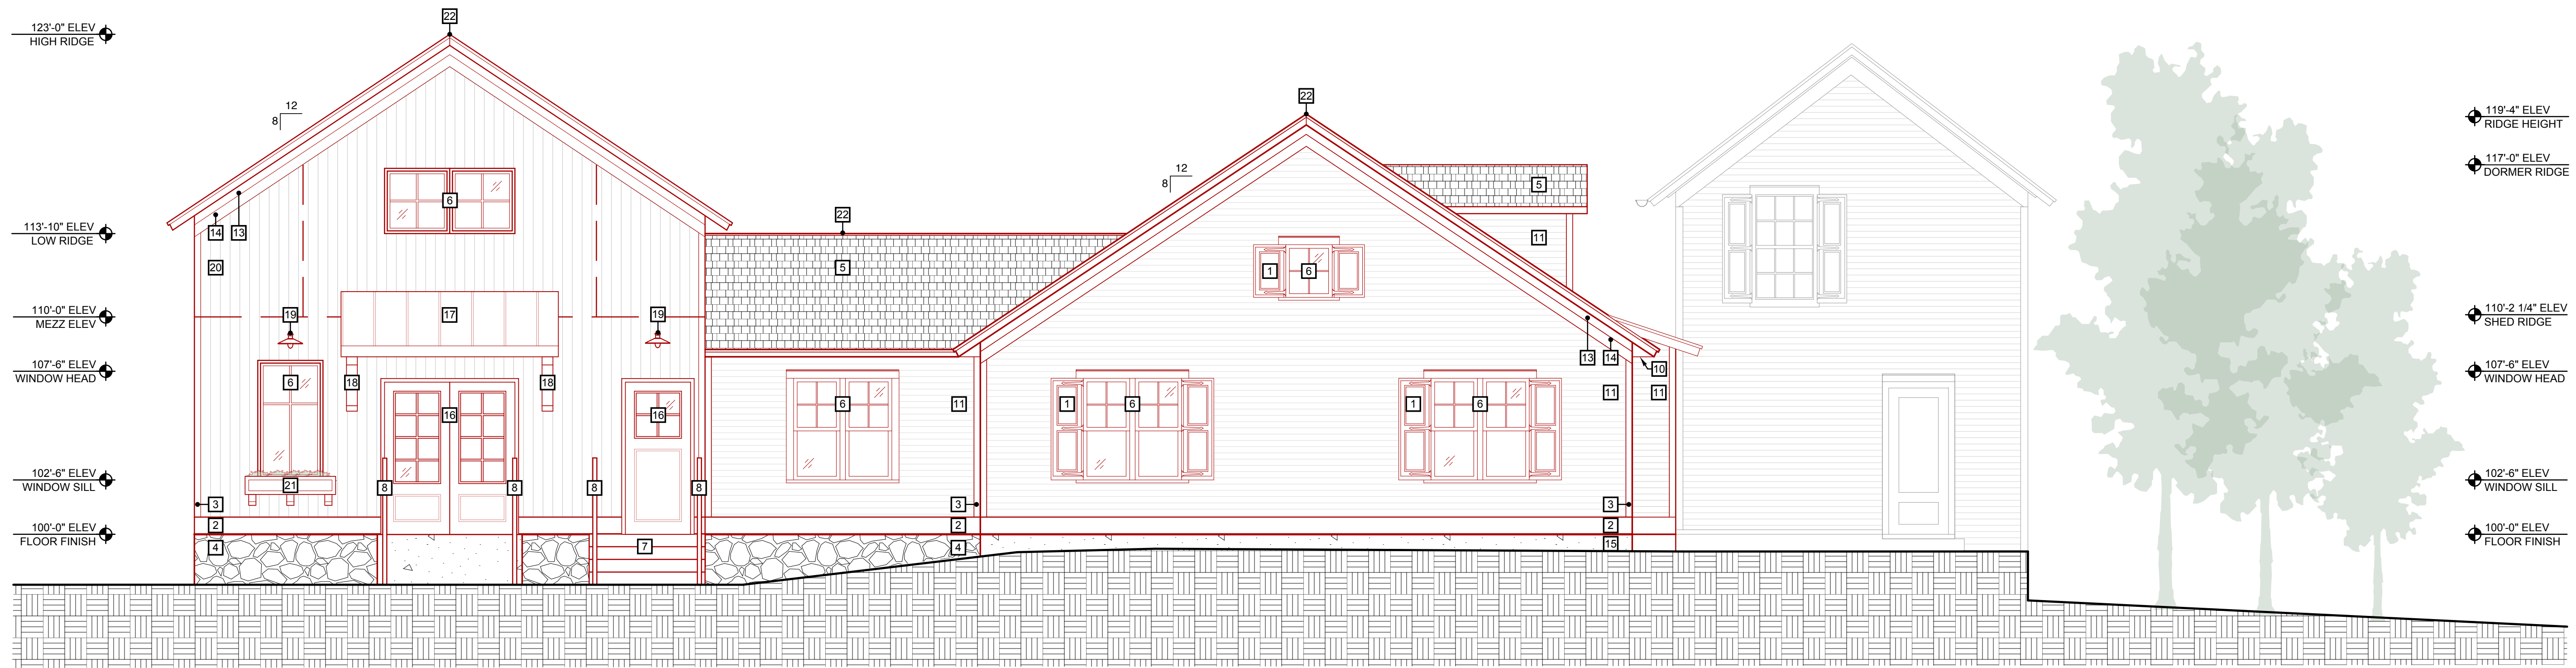 22
123'-0" ELEV
HIGH RIDGE
22
12
8
119'-4" ELEV
RIDGE HEIGHT
117'-0" ELEV
DORMER RIDGE
12
8
5
6
22
113'-10" ELEV
LOW RIDGE
14
13
11
20
5
1
6
110'-0" ELEV
MEZZ ELEV
19
17
19
110'-2 1/4" ELEV
SHED RIDGE
13
14
107'-6" ELEV
WINDOW HEAD
10
107'-6" ELEV
WINDOW HEAD
6
18
18
11
11
6
11
1
6
1
6
16
16
102'-6" ELEV
WINDOW SILL
21
8
8
8
8
102'-6" ELEV
WINDOW SILL
3
3
3
100'-0" ELEV
FLOOR FINISH
2
2
2
100'-0" ELEV
FLOOR FINISH
4
7
4
15